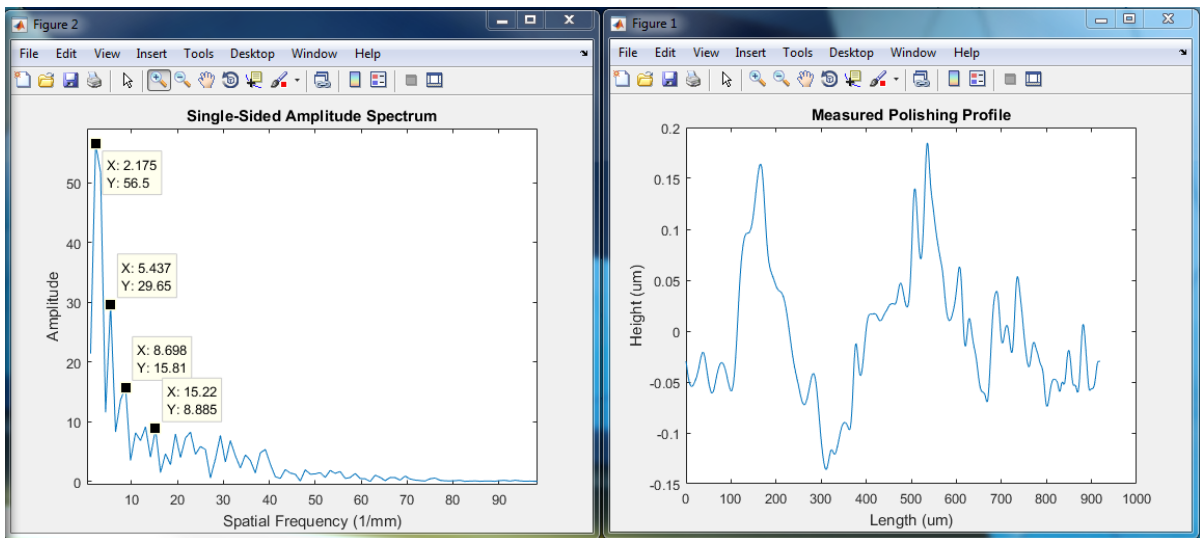 Figure 2
File Edit View Insert Tools Desktop Window Help
Single-Sided Amplitude Spectrum
X: 2.175
Y: 56.5
X: 5.437
Y: 29.65
X: 8.698
Y: 15.81
X: 15.22
Y: 8.885
50
40
30
20
10
0
Amplitude
10 20 30 40 50 60 70 80 90
Spatial Frequency (1/mm)
Figure 1
File Edit View Insert Tools Desktop Window Help
Measured Polishing Profile
0.2
0.15
0.1
0.05
0
-0.05
-0.1
-0.15
Height (um)
0 100 200 300 400 500 600 700 800 900 1000
Length (um)